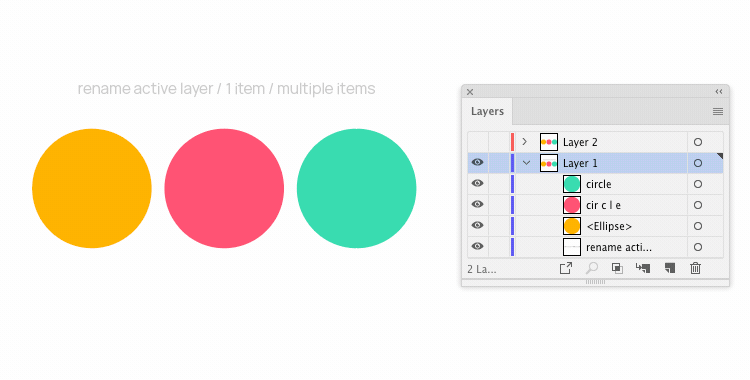 rename active layer / 1 item / multiple items
Layers
Layer 2
Layer 1
circle
cir c l e
<Ellipse>
rename acti...
2 La...